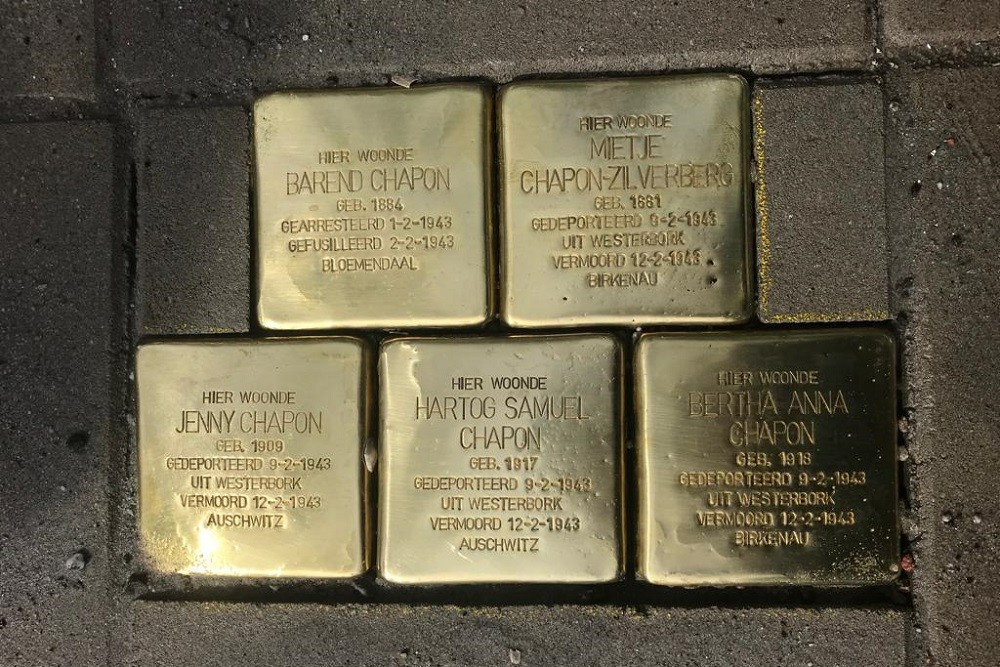 HIER WOONDE
BAREND CHAPON
GEB. 1884
GEARRESTEERD 1-2-1943
GEFUSILLEERD 2-2-1943
BLOEMENDAAL
HIER WOONDE
MIETJE
CHAPON-ZILVERBERG
GEB. 1881
GEDEPORTEERD 9-2-1943
UIT WESTERBORK
VERMOORD 12-2-1943
BIRKENAU
HIER WOONDE
JENNY CHAPON
GEB. 1909
GEDEPORTEERD 9-2-1943
UIT WESTERBORK
VERMOORD 12-2-1943
AUSCHWITZ
HIER WOONDE
HARTOG SAMUEL
CHAPON
GEB. 1917
GEDEPORTEERD 9-2-1943
UIT WESTERBORK
VERMOORD 12-2-1943
AUSCHWITZ
HIER WOONDE
BERTHA ANNA
CHAPON
GEB. 1918
GEDEPORTEERD 9-2-1943
UIT WESTERBORK
VERMOORD 12-2-1943
BIRKENAU